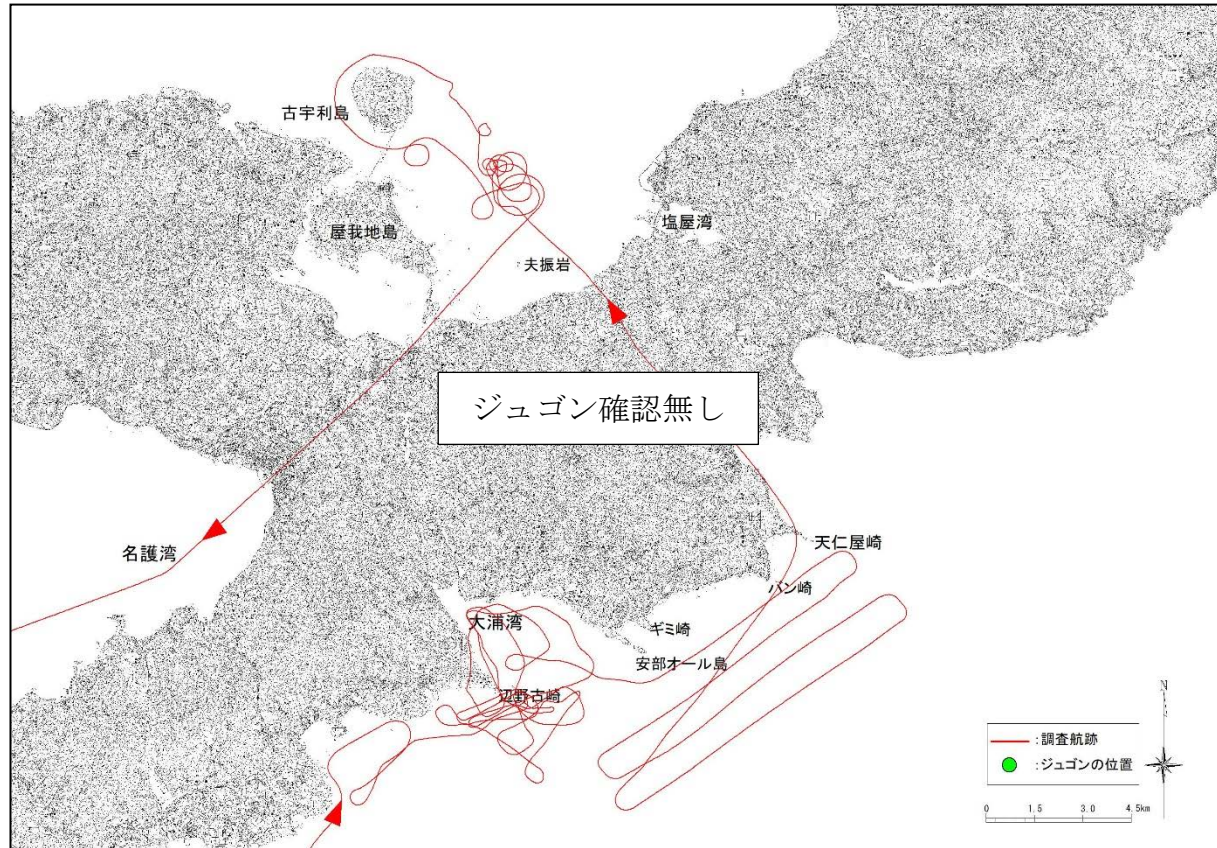 古宇利島
屋我地島
塩屋湾
夫振岩
ジュゴン確認無し
名護湾
天仁屋崎
バン崎
ギミ崎
大浦湾
安部オール島
辺野古崎
N
:調査航跡
:ジュゴンの位置
0 1.5 3.0 4.5km